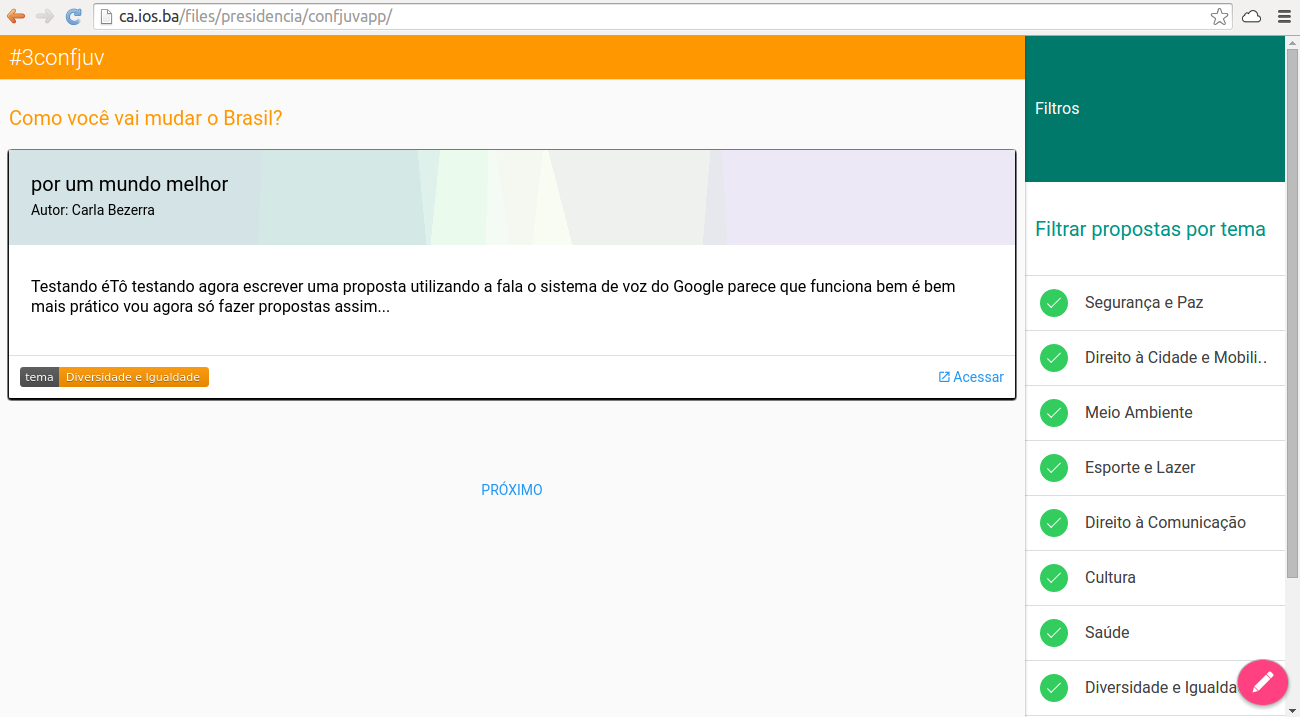 ca.ios.ba/files/presidencia/confjuvapp/
#3confjuv
Como você vai mudar o Brasil?
por um mundo melhor
Autor: Carla Bezerra
Testando éTô testando agora escrever uma proposta utilizando a fala o sistema de voz do Google parece que funciona bem é bem
mais prático vou agora só fazer propostas assim...
tema Diversidade e Igualdade
Acessar
PRÓXIMO
Filtros
Filtrar propostas por tema
Segurança e Paz
Direito à Cidade e Mobili..
Meio Ambiente
Esporte e Lazer
Direito à Comunicação
Cultura
Saúde
Diversidade e Igualda